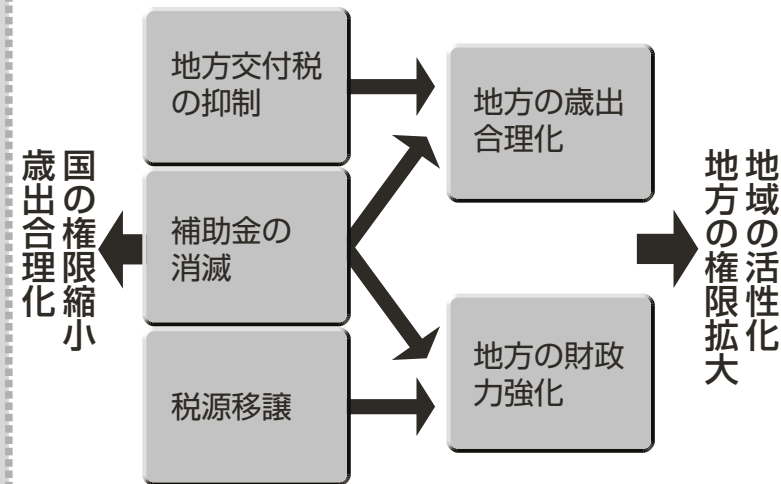 国の権限縮小
歳出合理化
地方交付税
の抑制
補助金の
消滅
税源移譲
地方の歳出
合理化
地方の財政
力強化
地域の活性化
地方の権限拡大